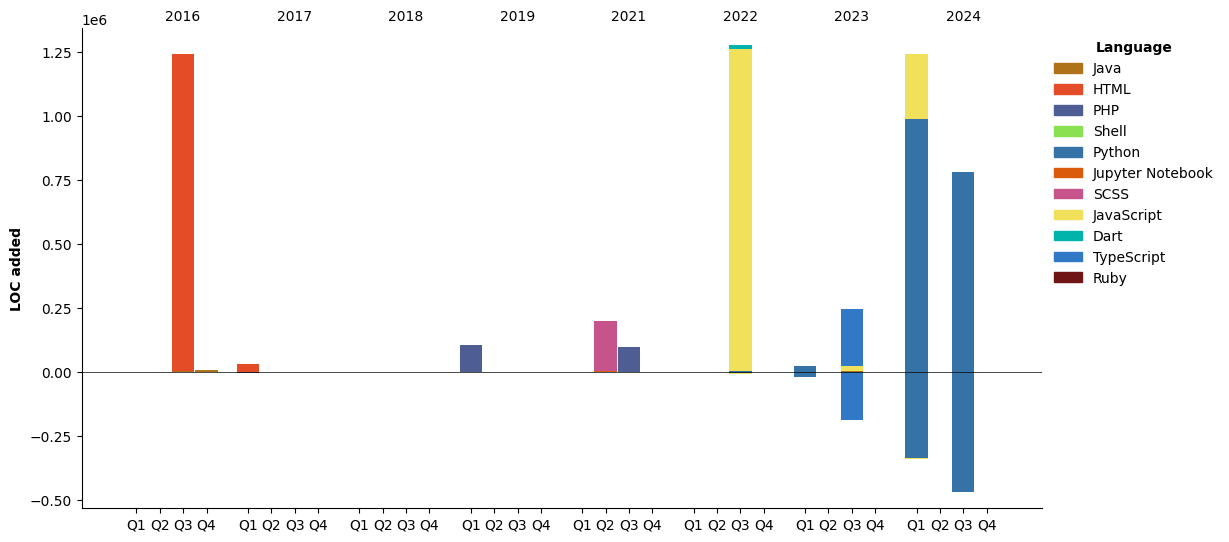 1e6
2016 2017 2018 2019 2021 2022 2023 2024
LOC added
1.25
1.00
0.75
0.50
0.25
0.00
−0.25
−0.50
Q1 Q2 Q3 Q4 Q1 Q2 Q3 Q4 Q1 Q2 Q3 Q4 Q1 Q2 Q3 Q4 Q1 Q2 Q3 Q4 Q1 Q2 Q3 Q4 Q1 Q2 Q3 Q4 Q1 Q2 Q3 Q4
Language
Java
HTML
PHP
Shell
Python
Jupyter Notebook
SCSS
JavaScript
Dart
TypeScript
Ruby